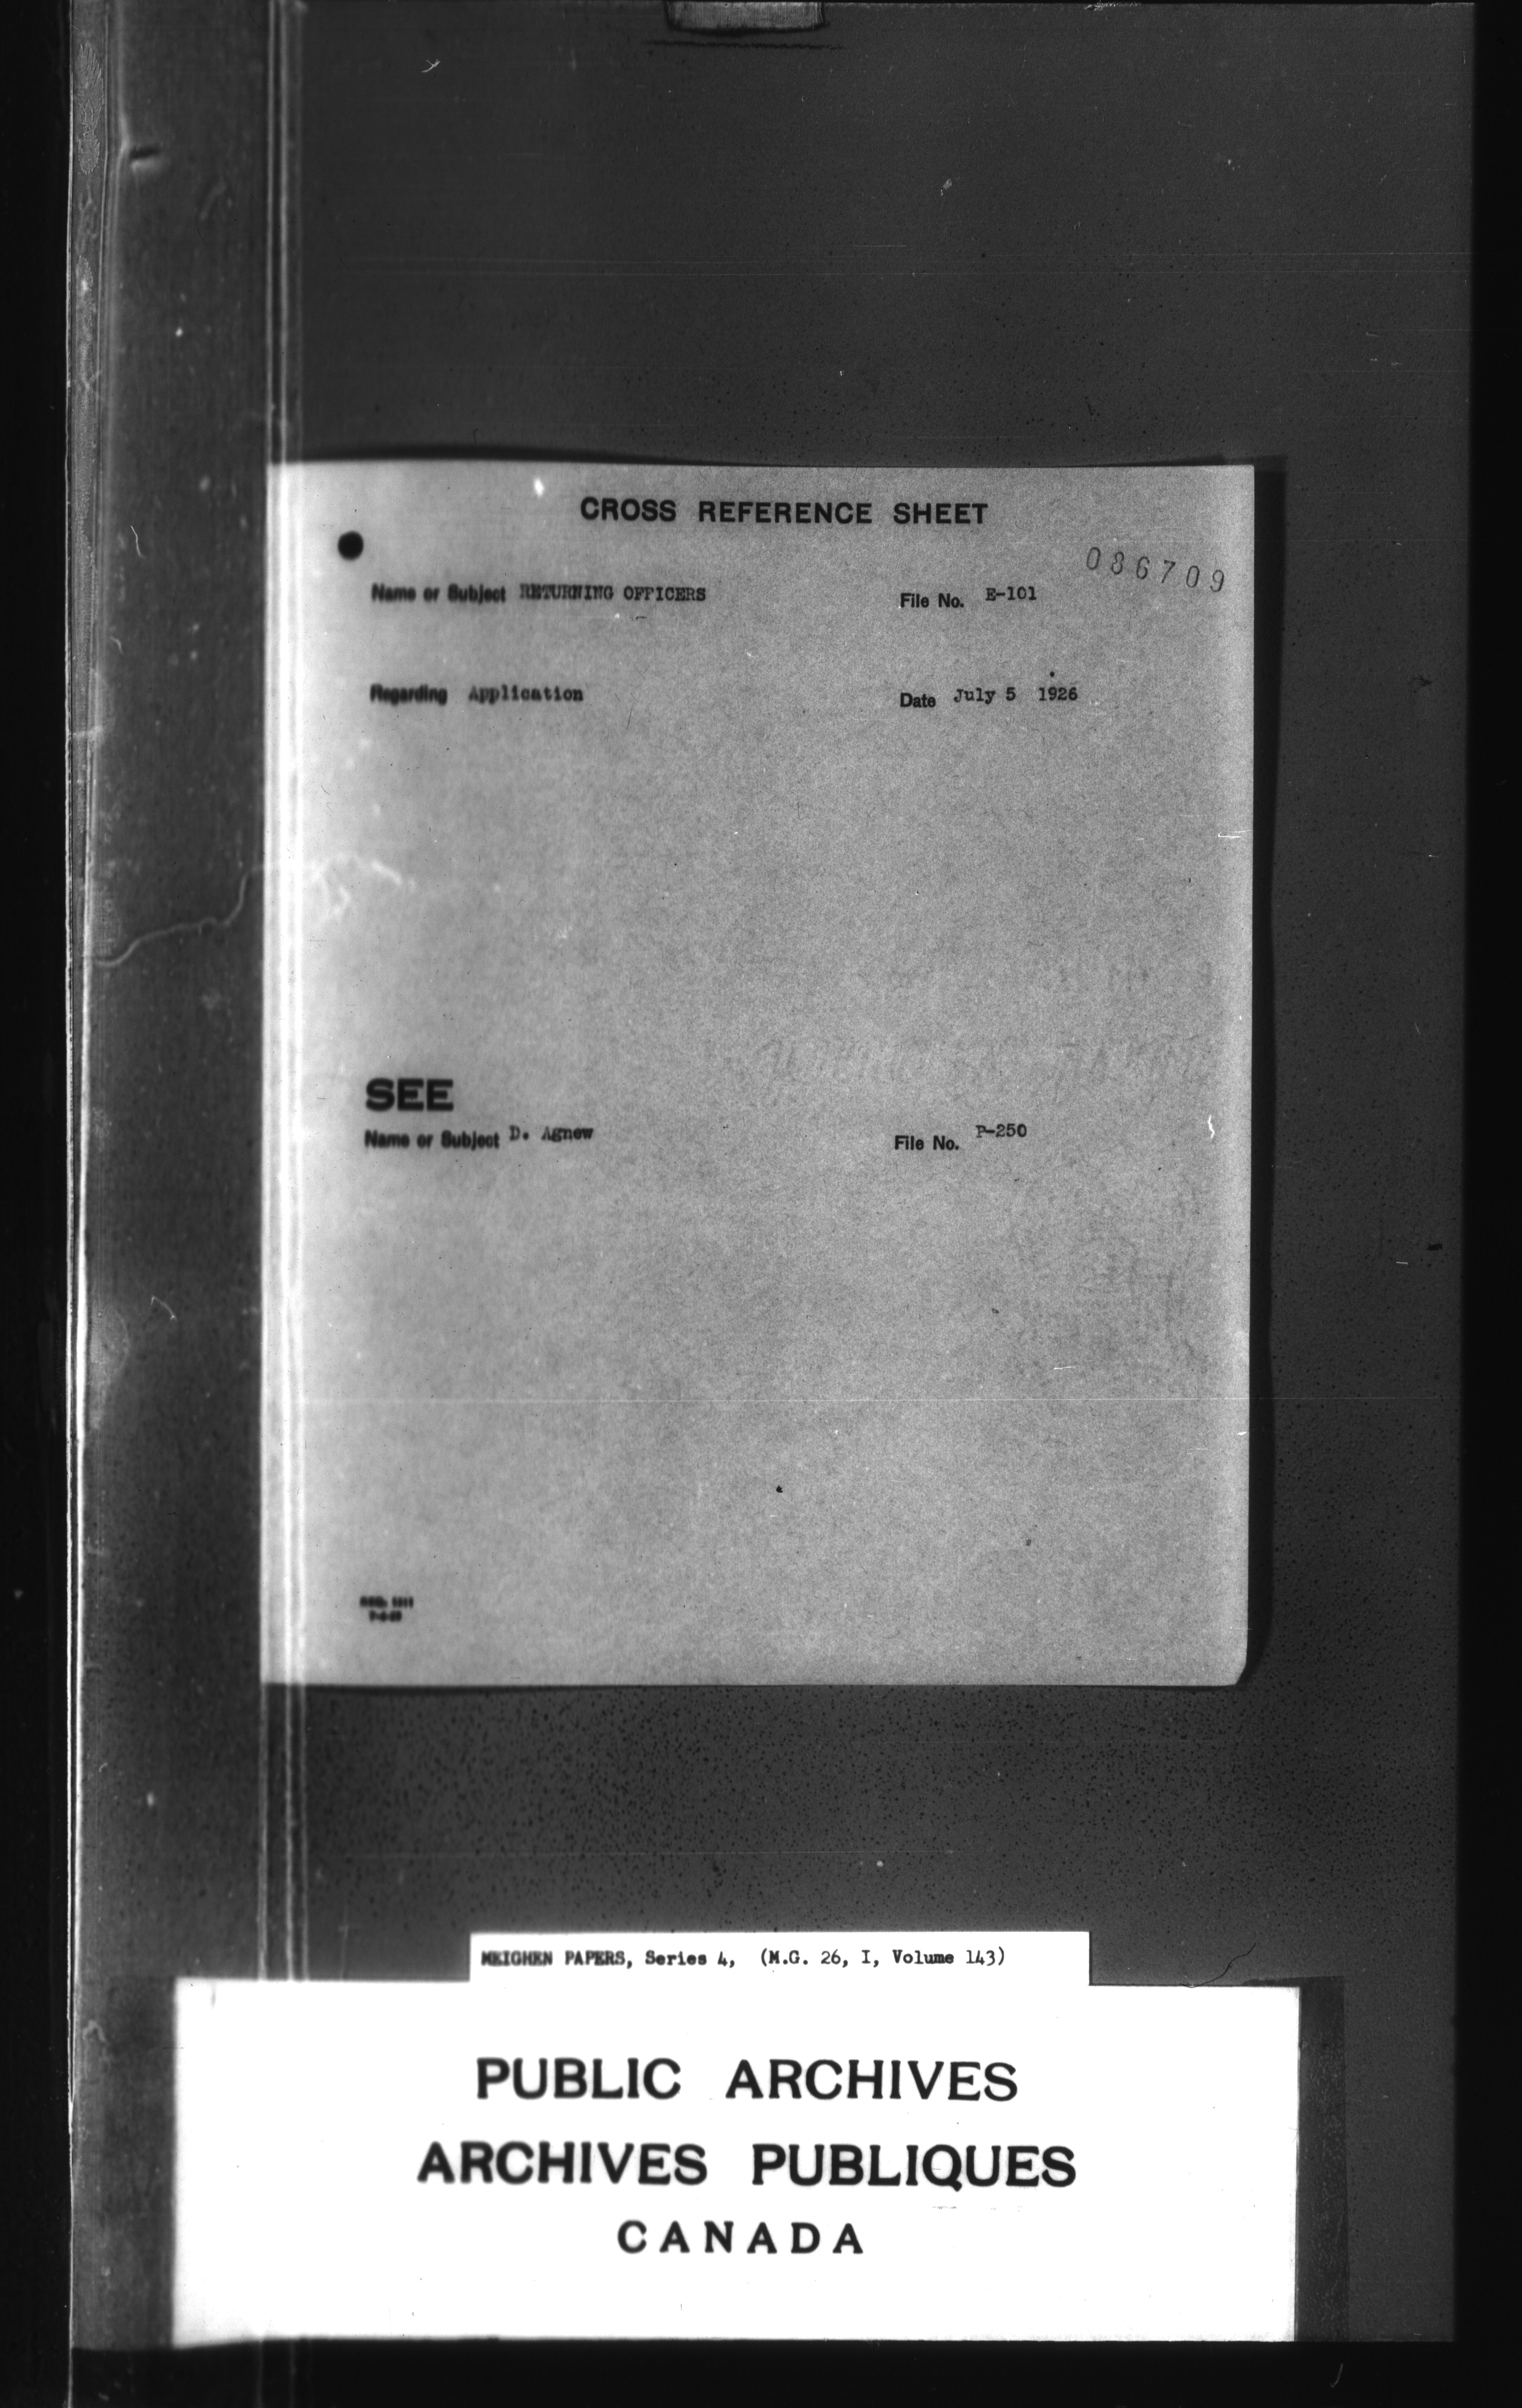 CROSS REFERENCE SHEET
086709
Name or Subject RETURNING OFFICERS File No. E-101
Regarding Application Date July 5 1926
SEE
Name or Subject D. Agnew File No. P-250
MEIGHEN PAPERS, Series 4, (M.G. 26, I, Volume 143)
PUBLIC ARCHIVES
ARCHIVES PUBLIQUES
CANADA